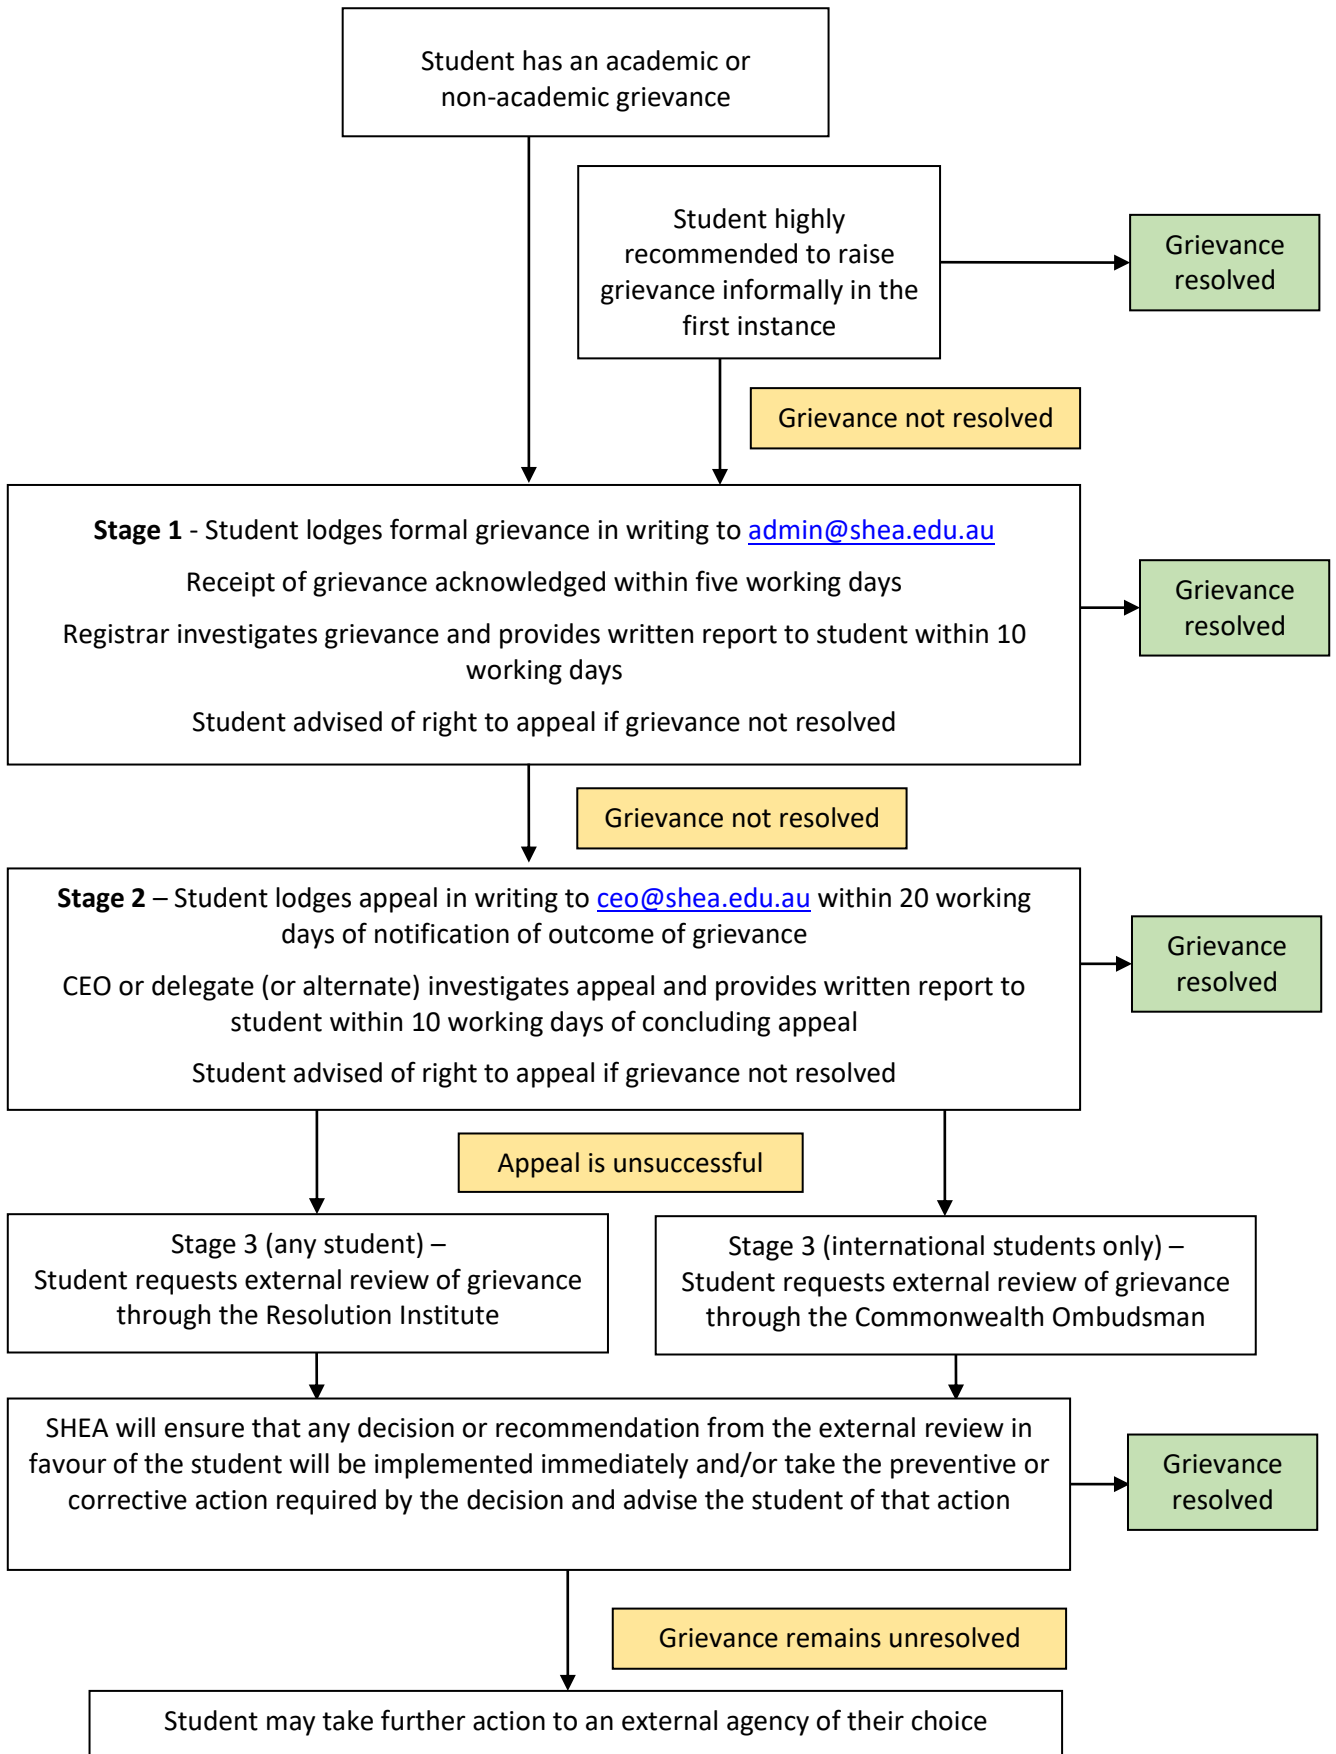 Student has an academic or
non-academic grievance
Student highly
recommended to raise
grievance informally in the
first instance
Grievance
resolved
Grievance not resolved
Stage 1 - Student lodges formal grievance in writing to admin@shea.edu.au
Receipt of grievance acknowledged within five working days
Registrar investigates grievance and provides written report to student within 10
working days
Student advised of right to appeal if grievance not resolved
Grievance
resolved
Grievance not resolved
Stage 2 – Student lodges appeal in writing to ceo@shea.edu.au within 20 working
days of notification of outcome of grievance
CEO or delegate (or alternate) investigates appeal and provides written report to
student within 10 working days of concluding appeal
Student advised of right to appeal if grievance not resolved
Grievance
resolved
Appeal is unsuccessful
Stage 3 (any student) –
Student requests external review of grievance
through the Resolution Institute
Stage 3 (international students only) –
Student requests external review of grievance
through the Commonwealth Ombudsman
SHEA will ensure that any decision or recommendation from the external review in
favour of the student will be implemented immediately and/or take the preventive or
corrective action required by the decision and advise the student of that action
Grievance
resolved
Grievance remains unresolved
Student may take further action to an external agency of their choice